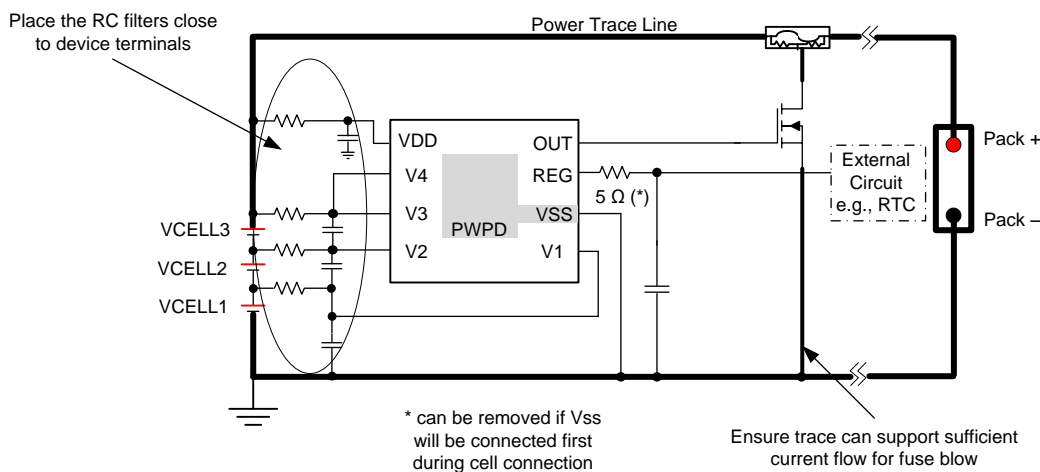 Place the RC filters close
to device terminals
Power Trace Line
VDD
V4
V3
V2
OUT
REG
VSS
V1
PWPD
5 Ω (*)
External
Circuit
e.g., RTC
Pack +
Pack –
VCELL3
VCELL2
VCELL1
* can be removed if Vss
will be connected first
during cell connection
Ensure trace can support sufficient
current flow for fuse blow